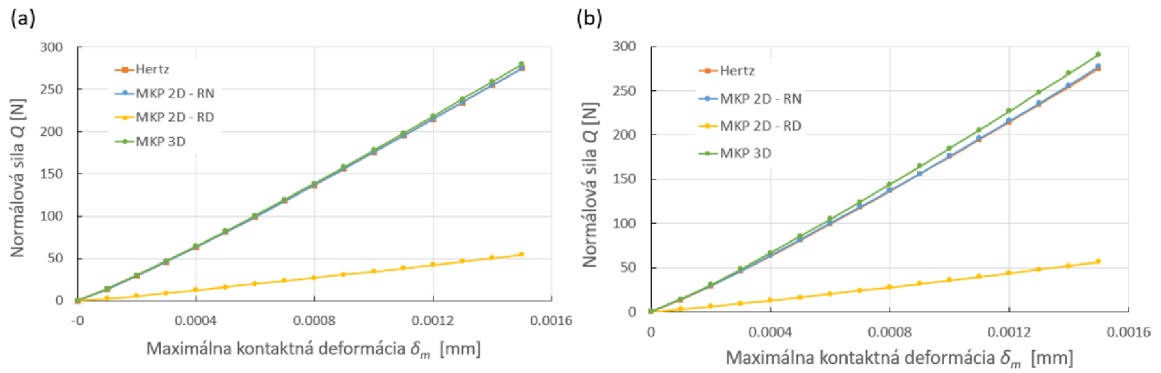 (a)
300
250
200
150
100
50
0
Normálová sila Q [N]
Hertz
MKP 2D - RN
MKP 2D - RD
MKP 3D
-0
0.0004
0.0008
0.0012
0.0016
Maximálna kontaktná deformácia δm [mm]
(b)
300
250
200
150
100
50
0
Normálová sila Q [N]
Hertz
MKP 2D - RN
MKP 2D - RD
MKP 3D
0
0.0004
0.0008
0.0012
0.0016
Maximálna kontaktná deformácia δm [mm]